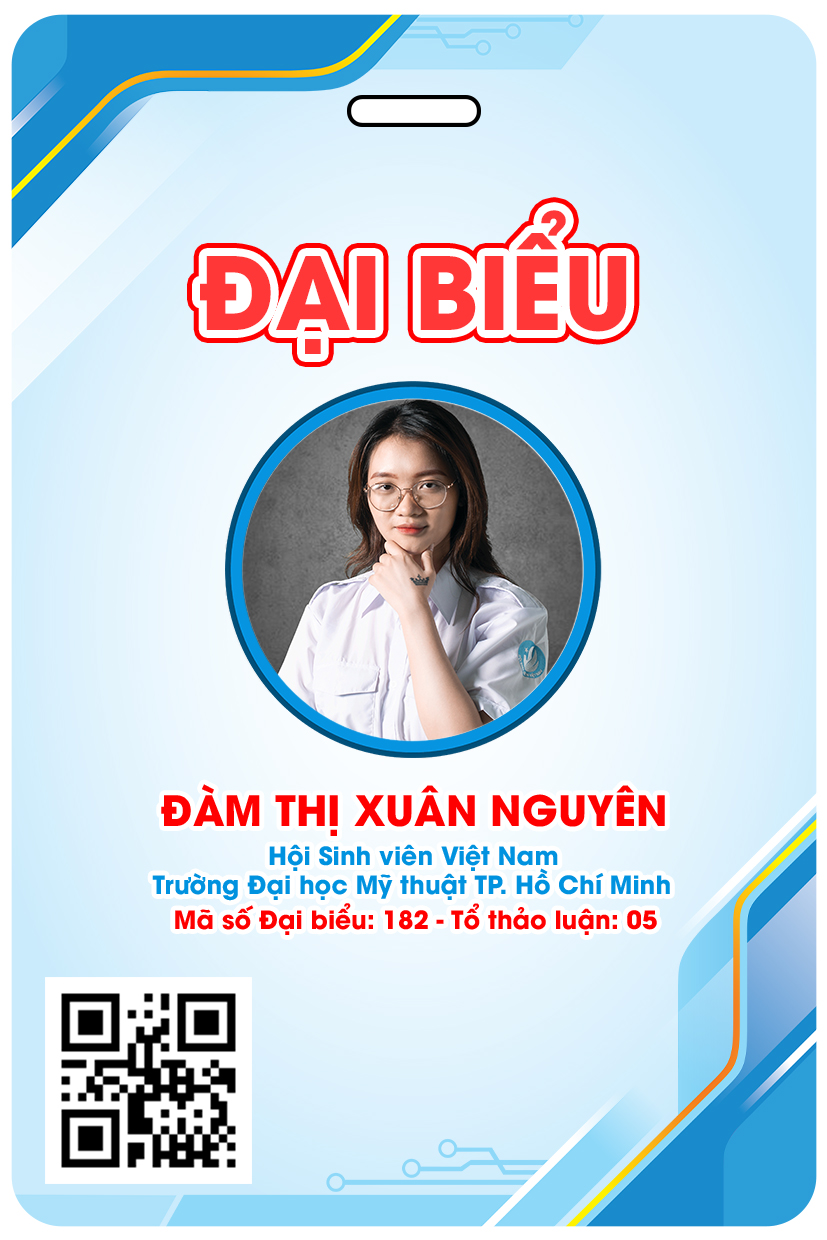 ĐẠI BIỂU
ĐÀM THỊ XUÂN NGUYÊN
Hội Sinh viên Việt Nam
Trường Đại học Mỹ thuật TP. Hồ Chí Minh
Mã số Đại biểu: 182 - Tổ thảo luận: 05